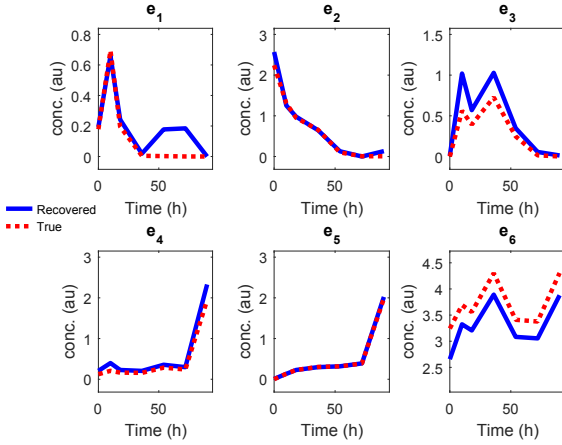 e1
e2
e3
conc. (au)
0.8
0.6
0.4
0.2
0
0
50
Time (h)
conc. (au)
3
2
1
0
0
50
Time (h)
conc. (au)
1.5
1
0.5
0
0
50
Time (h)
Recovered
True
e4
e5
e6
conc. (au)
3
2
1
0
0
50
Time (h)
conc. (au)
3
2
1
0
0
50
Time (h)
conc. (au)
4.5
4
3.5
3
2.5
0
50
Time (h)